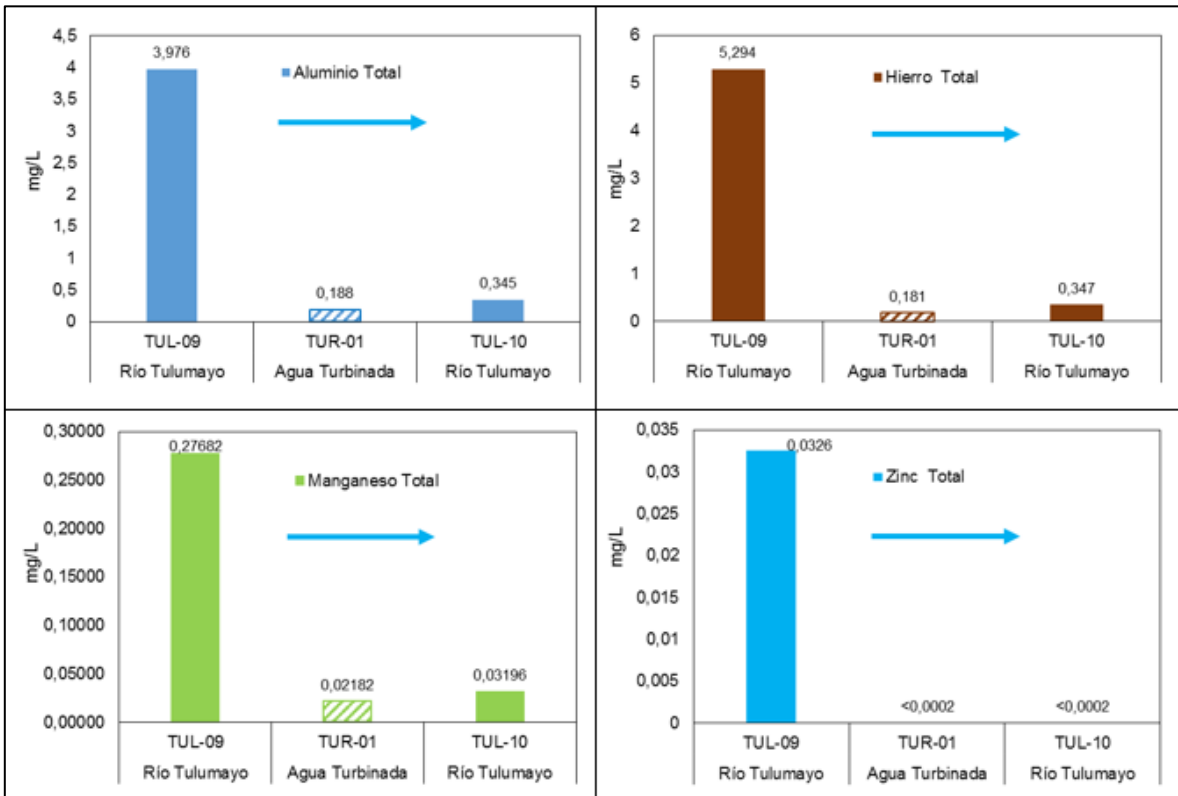 4,5
4
3,5
3
2,5
2
1,5
1
0,5
0
mg/L
3,976
Aluminio Total
0,188
0,345
TUL-09 TUR-01 TUL-10
Río Tulumayo Agua Turbinada Río Tulumayo
6
5
4
3
2
1
0
mg/L
5,294
Hierro Total
0,181
0,347
TUL-09 TUR-01 TUL-10
Río Tulumayo Agua Turbinada Río Tulumayo
0,30000
0,25000
0,20000
0,15000
0,10000
0,05000
0,00000
mg/L
0,27682
Manganeso Total
0,02182
0,03196
TUL-09 TUR-01 TUL-10
Río Tulumayo Agua Turbinada Río Tulumayo
0,035
0,03
0,025
0,02
0,015
0,01
0,005
0
mg/L
0,0326
Zinc Total
<0,0002
<0,0002
TUL-09 TUR-01 TUL-10
Río Tulumayo Agua Turbinada Río Tulumayo